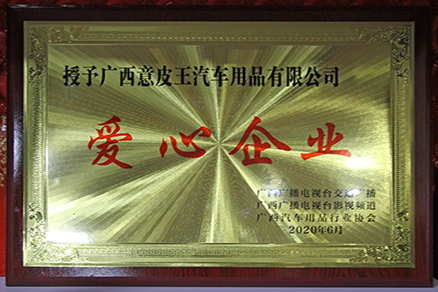 授予广西意皮王汽车用品有限公司
爱心企业
广西广播电视台交通广播
广西广播电视台影视频道
广西汽车用品行业协会
2020年6月